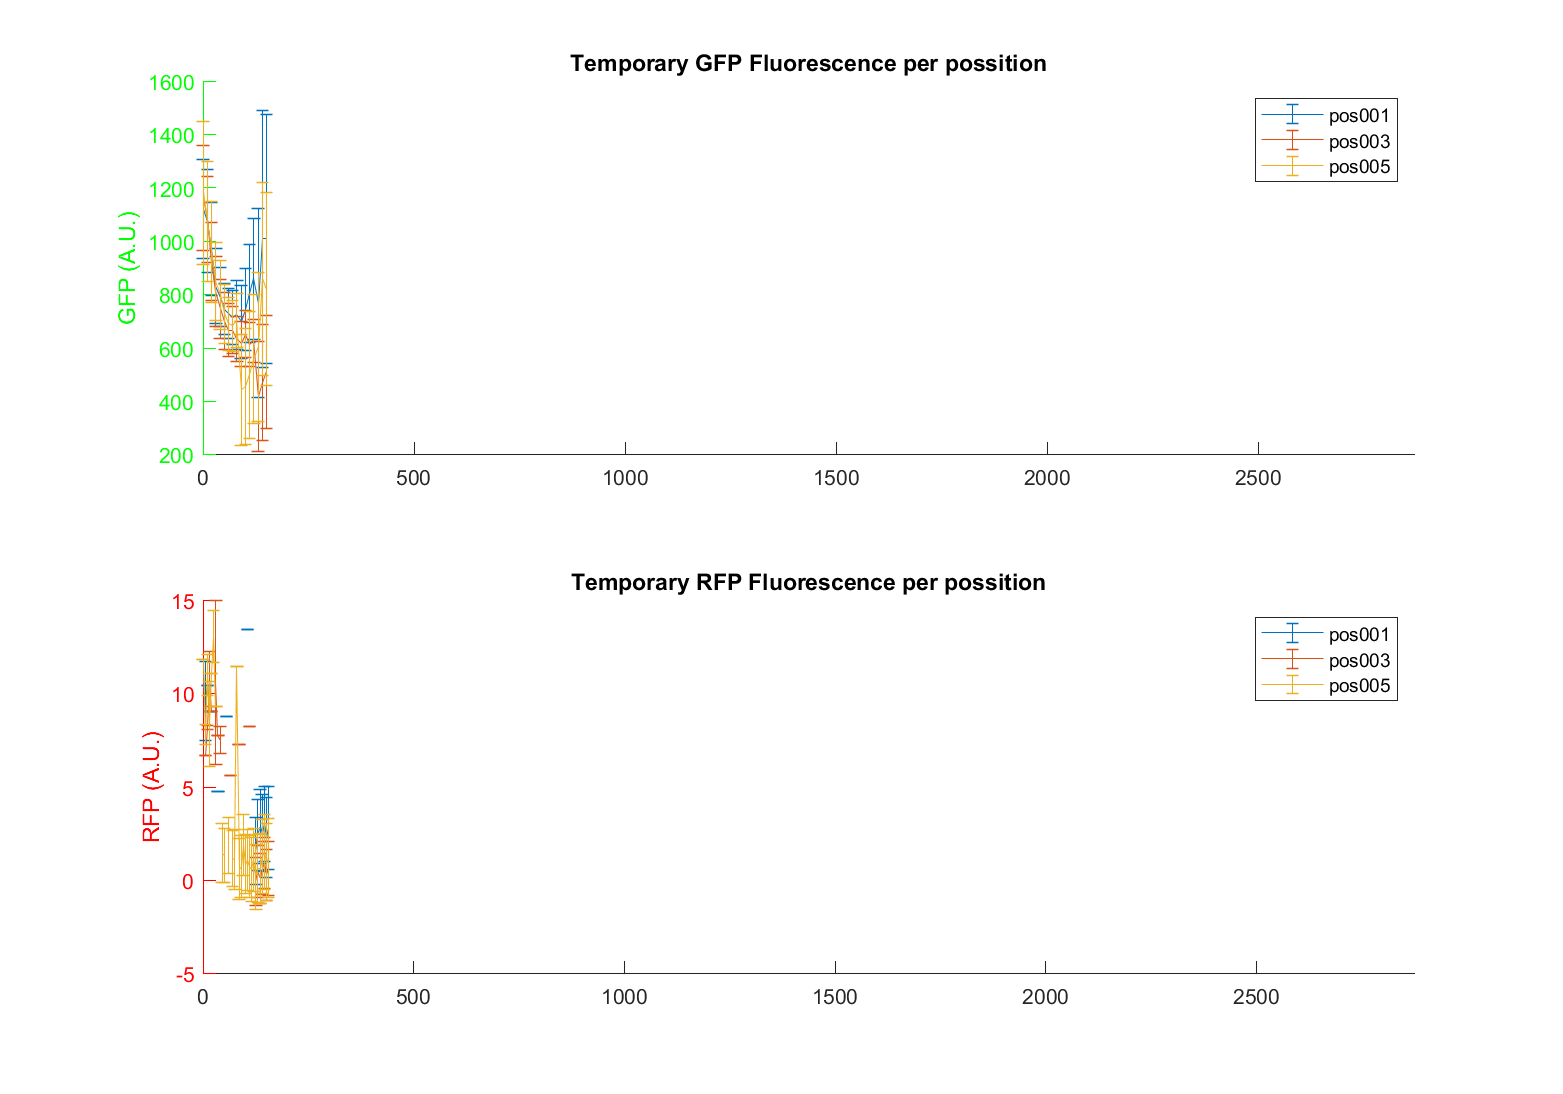 Temporary GFP Fluorescence per possition
1600
1400
1200
1000
800
600
400
200
GFP (A.U.)
pos001
pos003
pos005
0 500 1000 1500 2000 2500
Temporary RFP Fluorescence per possition
15
10
5
0
-5
RFP (A.U.)
pos001
pos003
pos005
0 500 1000 1500 2000 2500